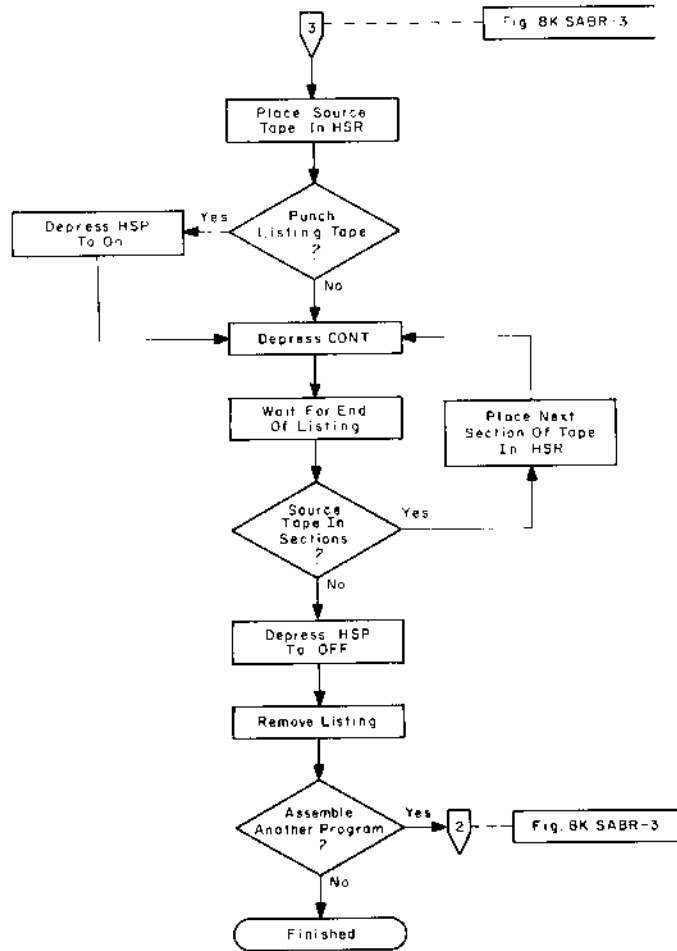 3
Fig. 8K SABR-3
Place Source
Tape In HSR
Punch
Listing Tape
?
Yes
Depress HSP
To On
No
Depress CONT
Wait For End
Of Listing
Place Next
Section Of Tape
In HSR
Source
Tape In
Sections
?
Yes
No
Depress HSP
To OFF
Remove Listing
Assemble
Another Program
?
Yes
2
Fig. 8K SABR-3
No
Finished